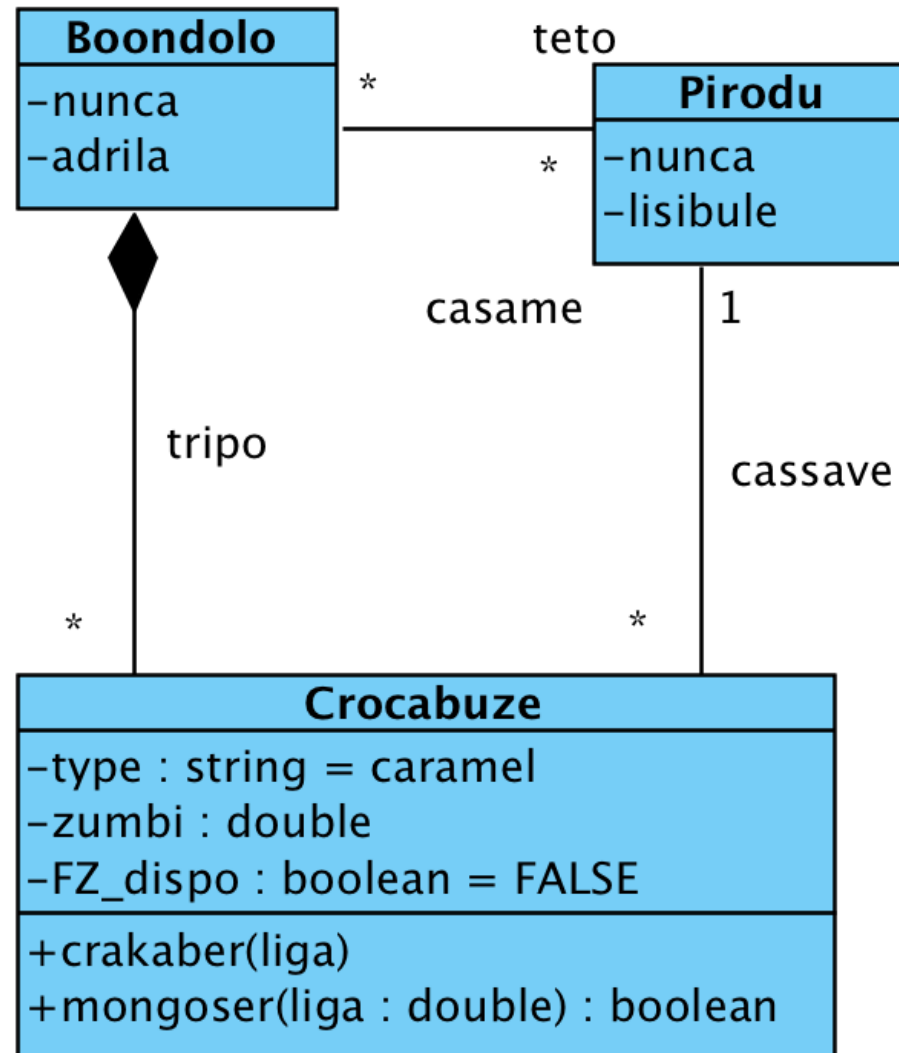 Boondolo
-nunca
-adrila
*
teto
*
Pirodu
-nunca
-lisibule
casame
1
tripo
cassave
*
*
Crocabuze
-type : string = caramel
-zumbi : double
-FZ_dispo : boolean = FALSE
+crakaber(liga)
+mongoser(liga : double) : boolean